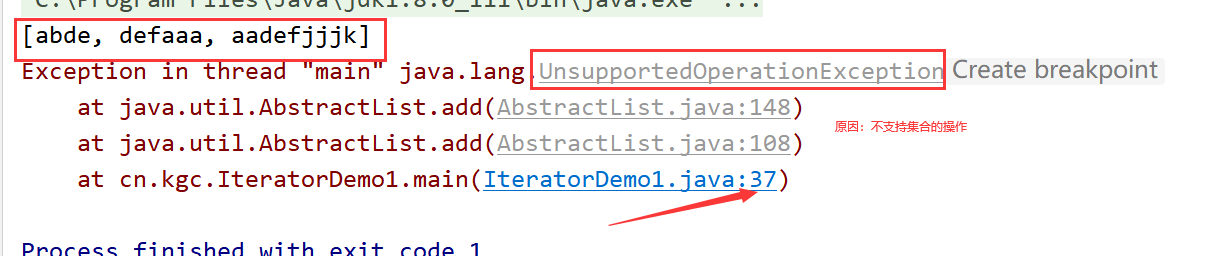 C:\Program Files\Java\jdk1.8.0_111\bin\java.exe" ...
[abde, defaaa, aadefjjjk]
Exception in thread "main" java.lang.UnsupportedOperationException Create breakpoint
at java.util.AbstractList.add(AbstractList.java:148)
at java.util.AbstractList.add(AbstractList.java:108)
原因：不支持集合的操作
at cn.kgc.IteratorDemo1.main(IteratorDemo1.java:37)
Process finished with exit code 1